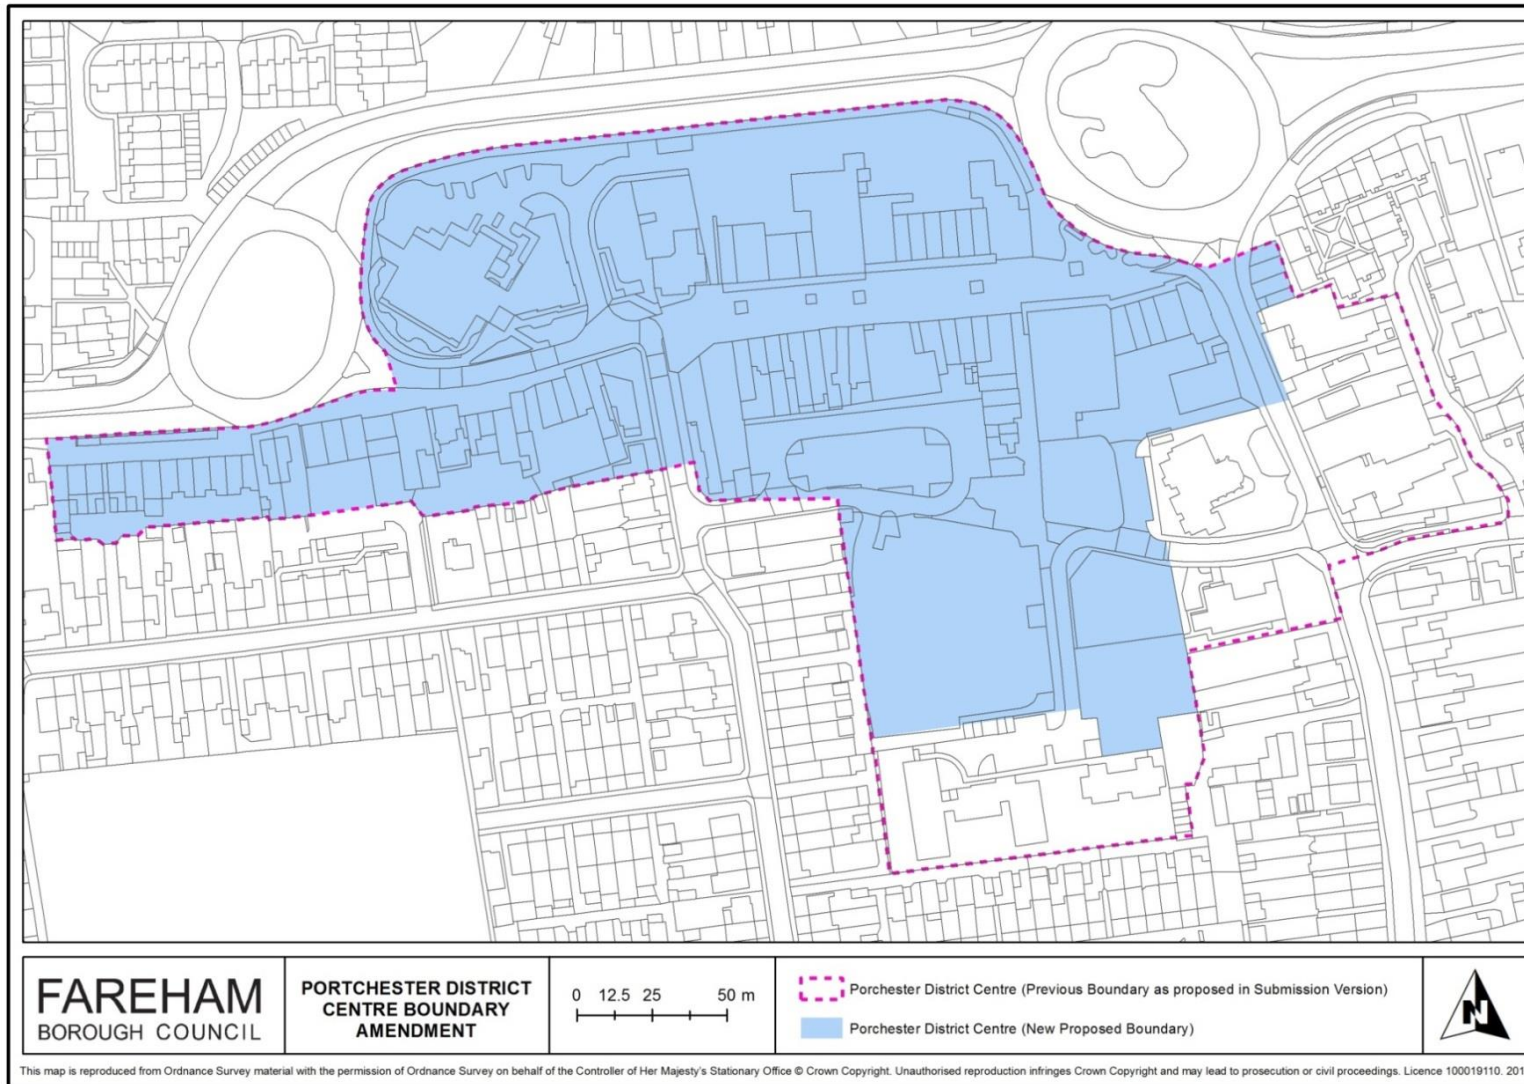 FAREHAM
BOROUGH COUNCIL
PORTCHESTER DISTRICT
CENTRE BOUNDARY
AMENDMENT
0 12.5 25 50 m
Porchester District Centre (Previous Boundary as proposed in Submission Version)
Porchester District Centre (New Proposed Boundary)
N
This map is reproduced from Ordnance Survey material with the permission of Ordnance Survey on behalf of the Controller of Her Majesty's Stationary Office © Crown Copyright. Unauthorised reproduction infringes Crown Copyright and may lead to prosecution or civil proceedings. Licence 100019110. 201